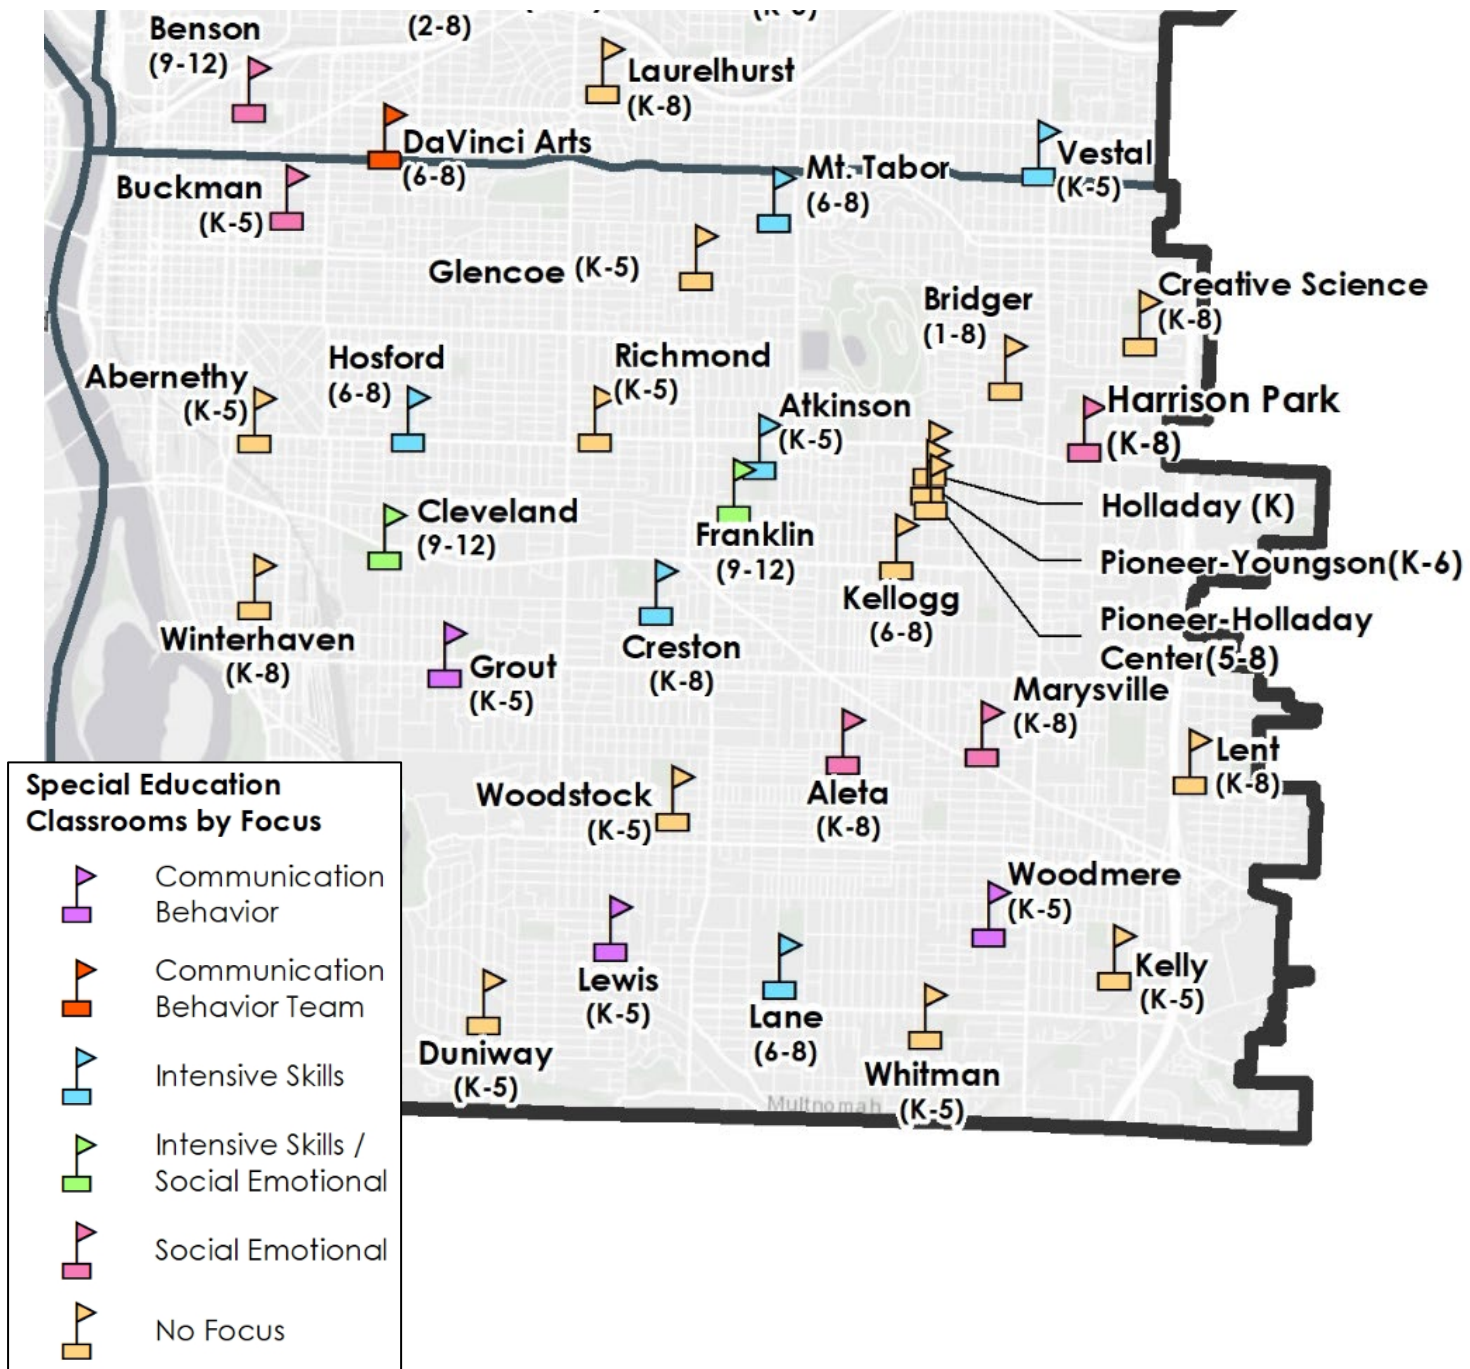 (2-8)
Benson
(9-12)
Laurelhurst
(K-8)
DaVinci Arts
(6-8)
Vestal
(K-5)
Mt. Tabor
(6-8)
Buckman
(K-5)
Glencoe (K-5)
Creative Science
(K-8)
Bridger
(1-8)
Hosford
(6-8)
Richmond
(K-5)
Abernethy
(K-5)
Atkinson
(K-5)
Harrison Park
(K-8)
Holladay (K)
Cleveland
(9-12)
Franklin
(9-12)
Pioneer-Youngson(K-6)
Kellogg
(6-8)
Pioneer-Holladay
Center(5-8)
Winterhaven
(K-8)
Creston
(K-8)
Grout
(K-5)
Marysville
(K-8)
Lent
(K-8)
Woodstock
(K-5)
Aleta
(K-8)
Woodmere
(K-5)
Kelly
(K-5)
Lewis
(K-5)
Lane
(6-8)
Duniway
(K-5)
Whitman
(K-5)
Multnomah
Special Education
Classrooms by Focus
Communication
Behavior
Communication
Behavior Team
Intensive Skills
Intensive Skills /
Social Emotional
Social Emotional
No Focus